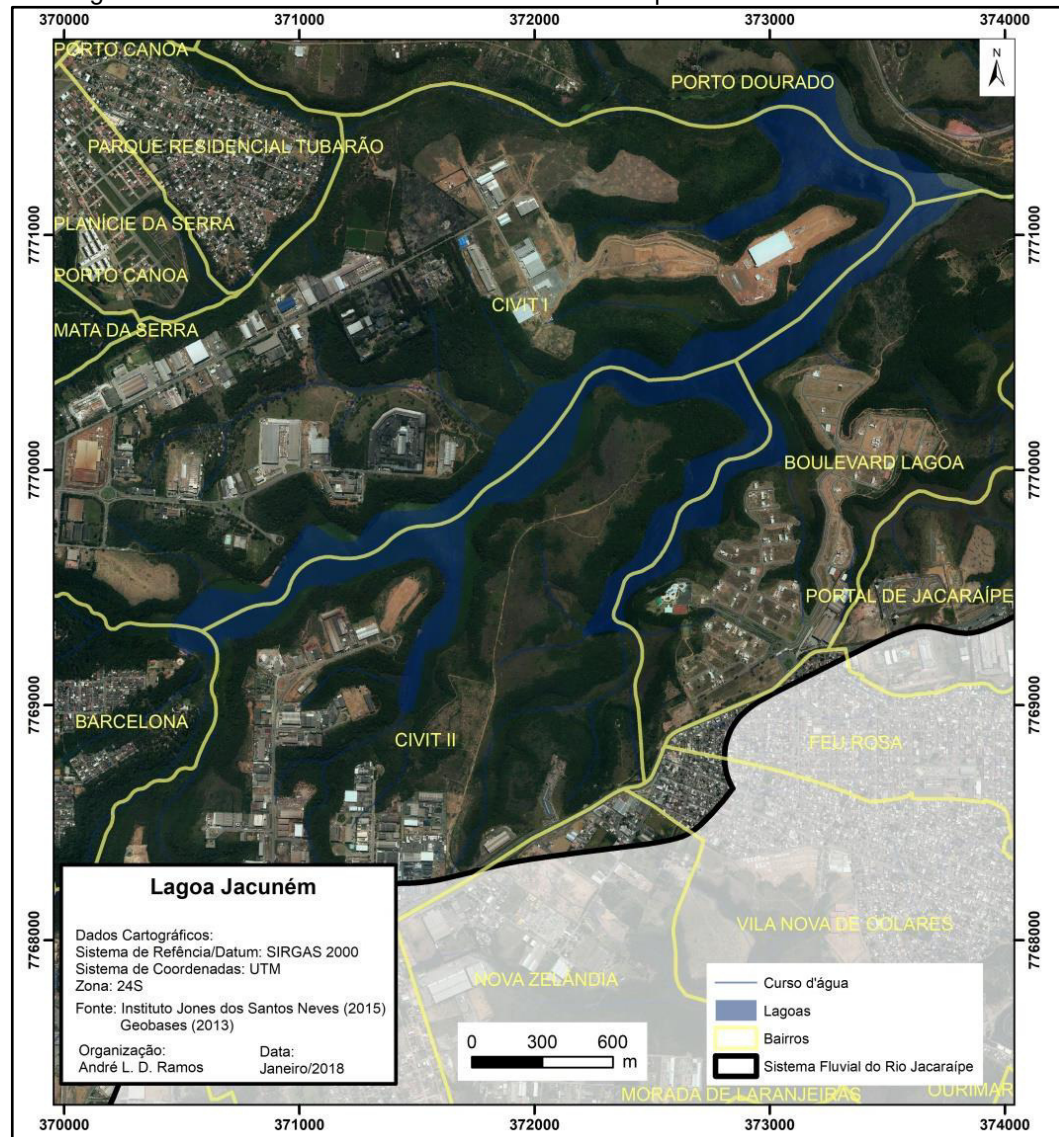 370000 371000 372000 373000 374000
PORTO CANOA
N
PORTO DOURADO
PARQUE RESIDENCIAL TUBARÃO
PLANÍCIE DA SERRA
7771000 7771000
PORTO CANOA
CIVIT I
MATA DA SERRA
7770000 7770000
BOULEVARD LAGOA
PORTAL DE JACARAÍPE
7769000 7769000
BARCELONA
CIVIT II
FEU ROSA
Lagoa Jacuném
Dados Cartográficos:
Sistema de Refência/Datum: SIRGAS 2000
Sistema de Coordenadas: UTM
Zona: 24S
Fonte: Instituto Jones dos Santos Neves (2015)
Geobases (2013)
Organização:
André L. D. Ramos
Data:
Janeiro/2018
7768000 7768000
VILA NOVA DE COLARES
NOVA ZELÂNDIA
0 300 600
m
Curso d'água
Lagoas
Bairros
Sistema Fluvial do Rio Jacaraípe
MORADA DE LARANJEIRAS
OURIMAR
370000 371000 372000 373000 374000